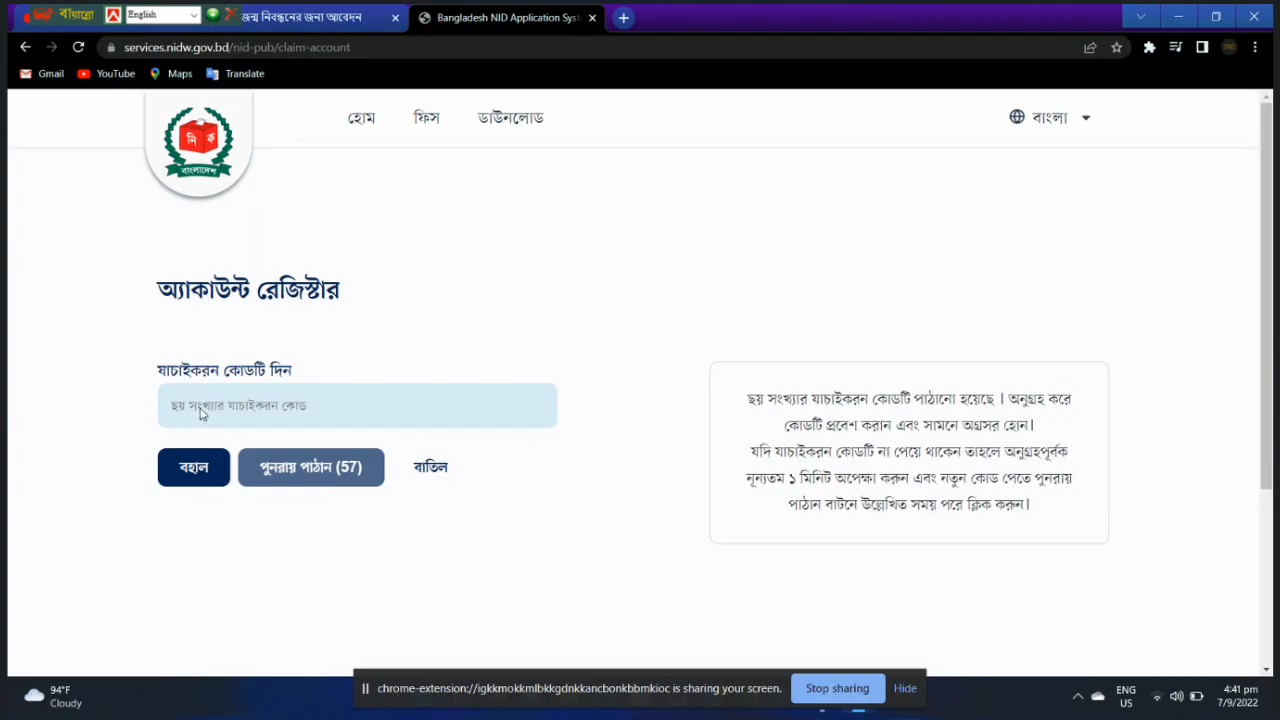 বাঁয়ান্নো
English
জন্ম নিবন্ধনের জন্য আবেদন
Bangladesh NID Application Syst
services.nidw.gov.bd/nid-pub/claim-account
Gmail YouTube Maps Translate
নি ক
বাংলাদেশ
হোম ফিস ডাউনলোড বাংলা
অ্যাকাউন্ট রেজিস্টার
যাচাইকরন কোডটি দিন
ছয় সংখ্যার যাচাইকরন কোড
বহাল পুনরায় পাঠান (57) বাতিল
ছয় সংখ্যার যাচাইকরন কোডটি পাঠানো হয়েছে । অনুগ্রহ করে
কোডটি প্রবেশ করান এবং সামনে অগ্রসর হোন।
যদি যাচাইকরন কোডটি না পেয়ে থাকেন তাহলে অনুগ্রহপূর্বক
নূন্যতম ১ মিনিট অপেক্ষা করুন এবং নতুন কোড পেতে পুনরায়
পাঠান বাটনে উল্লেখিত সময় পরে ক্লিক করুন।
chrome-extension://igkkmokkmlbkkgdnkkancbonkbbmkioc is sharing your screen. Stop sharing Hide
94°F
Cloudy
ENG
US
4:41 pm
7/9/2022